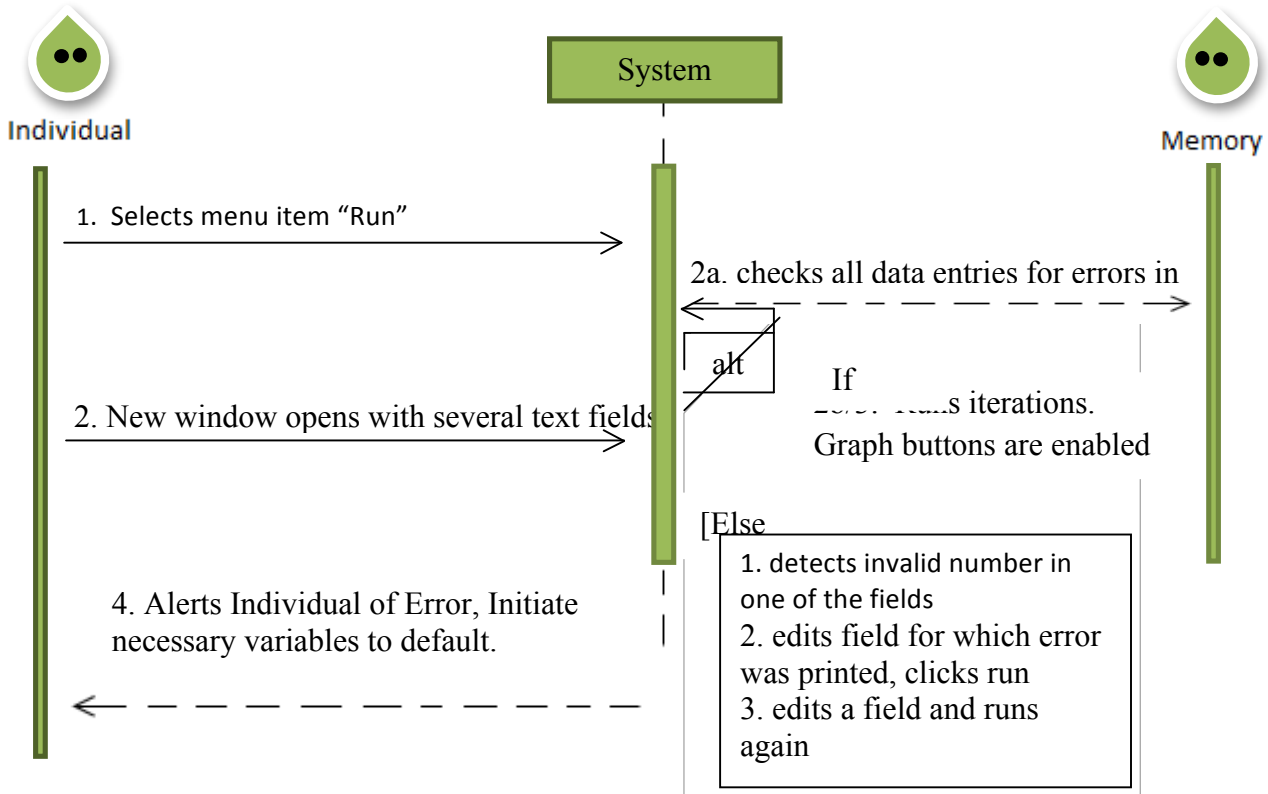 System
Individual
Memory
1. Selects menu item “Run”
2a. checks all data entries for errors in
alt
If
iterations.
Graph buttons are enabled
2. New window opens with several text fields
[Else
1. detects invalid number in
one of the fields
2. edits field for which error
was printed, clicks run
3. edits a field and runs
again
4. Alerts Individual of Error, Initiate
necessary variables to default.